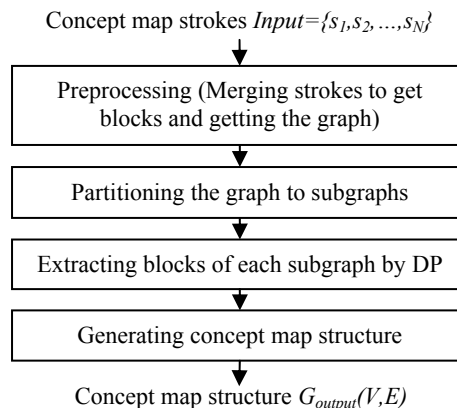 Concept map strokes Input={s1,s2,…,sN}
Preprocessing (Merging strokes to get
blocks and getting the graph)
Partitioning the graph to subgraphs
Extracting blocks of each subgraph by DP
Generating concept map structure
Concept map structure Goutput(V,E)